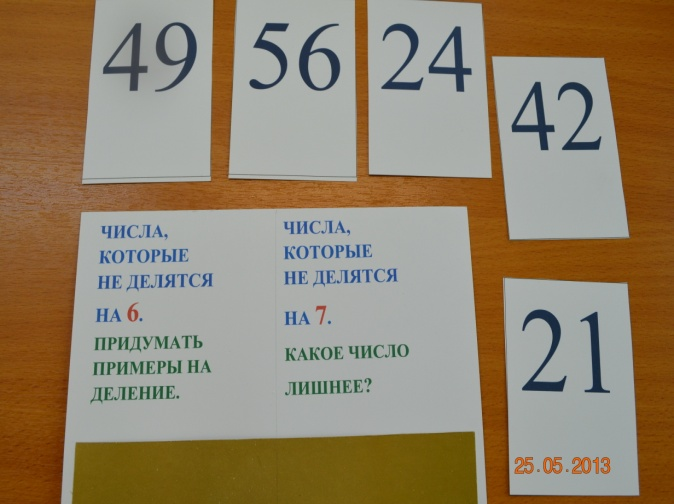 49 56 24
42
ЧИСЛА,
КОТОРЫЕ
НЕ ДЕЛЯТСЯ
НА 6.
ПРИДУМАТЬ
ПРИМЕРЫ НА
ДЕЛЕНИЕ.
ЧИСЛА,
КОТОРЫЕ
НЕ ДЕЛЯТСЯ
НА 7.
КАКОЕ ЧИСЛО
ЛИШНЕЕ?
21
25.05.2013